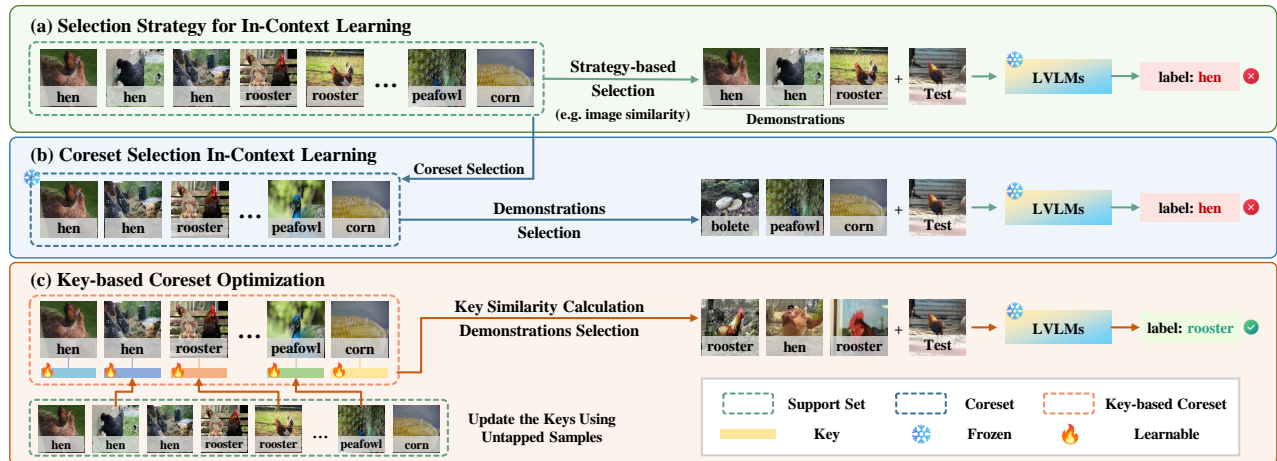 (a) Selection Strategy for In-Context Learning
hen
hen
hen
rooster
rooster
...
peafowl
corn
Strategy-based
Selection
(e.g. image similarity)
hen
hen
rooster
Demonstrations
+
Test
LVLMs
label: hen
(b) Coreset Selection In-Context Learning
Coreset Selection
hen
hen
rooster
...
peafowl
corn
Demonstrations
Selection
bolete
peafowl
corn
+
Test
LVLMs
label: hen
(c) Key-based Coreset Optimization
hen
hen
rooster
...
peafowl
corn
Key Similarity Calculation
Demonstrations Selection
rooster
hen
rooster
+
Test
LVLMs
label: rooster
hen
hen
hen
rooster
rooster
...
peafowl
corn
Update the Keys Using
Untapped Samples
Support Set
Coreset
Key-based Coreset
Key
Frozen
Learnable